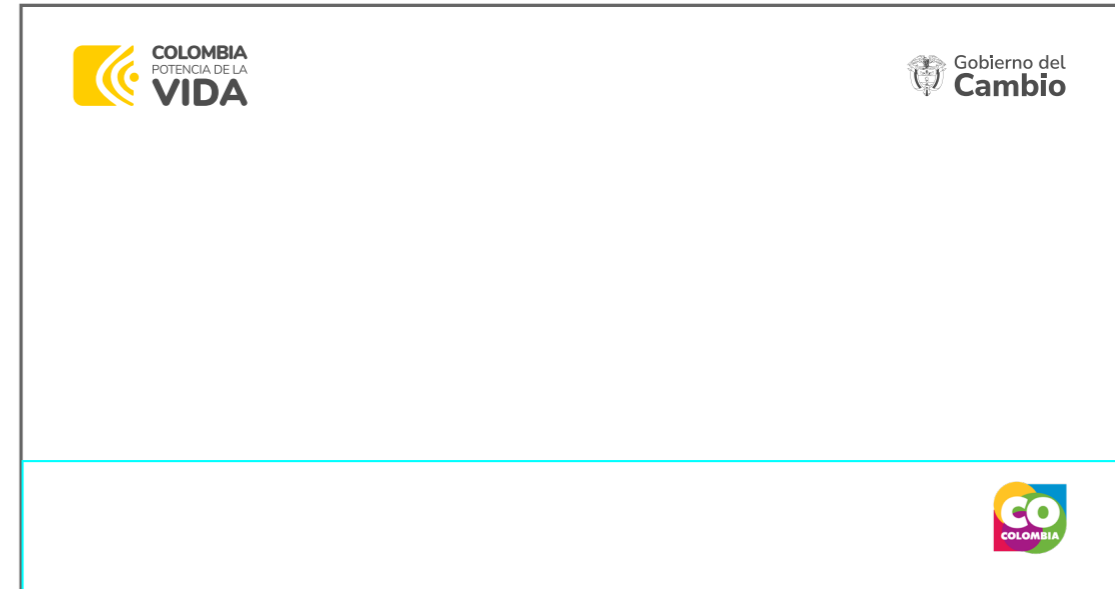 COLOMBIA
POTENCIA DE LA
VIDA
Gobierno del
Cambio
CO
COLOMBIA